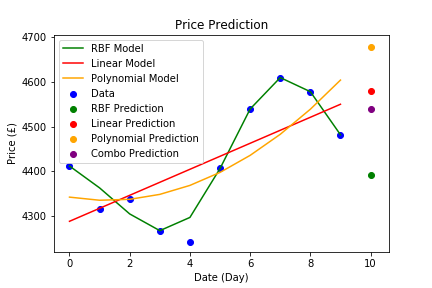 Price Prediction
4700
4600
4500
4400
4300
Price (£)
RBF Model
Linear Model
Polynomial Model
Data
RBF Prediction
Linear Prediction
Polynomial Prediction
Combo Prediction
0 2 4 6 8 10
Date (Day)